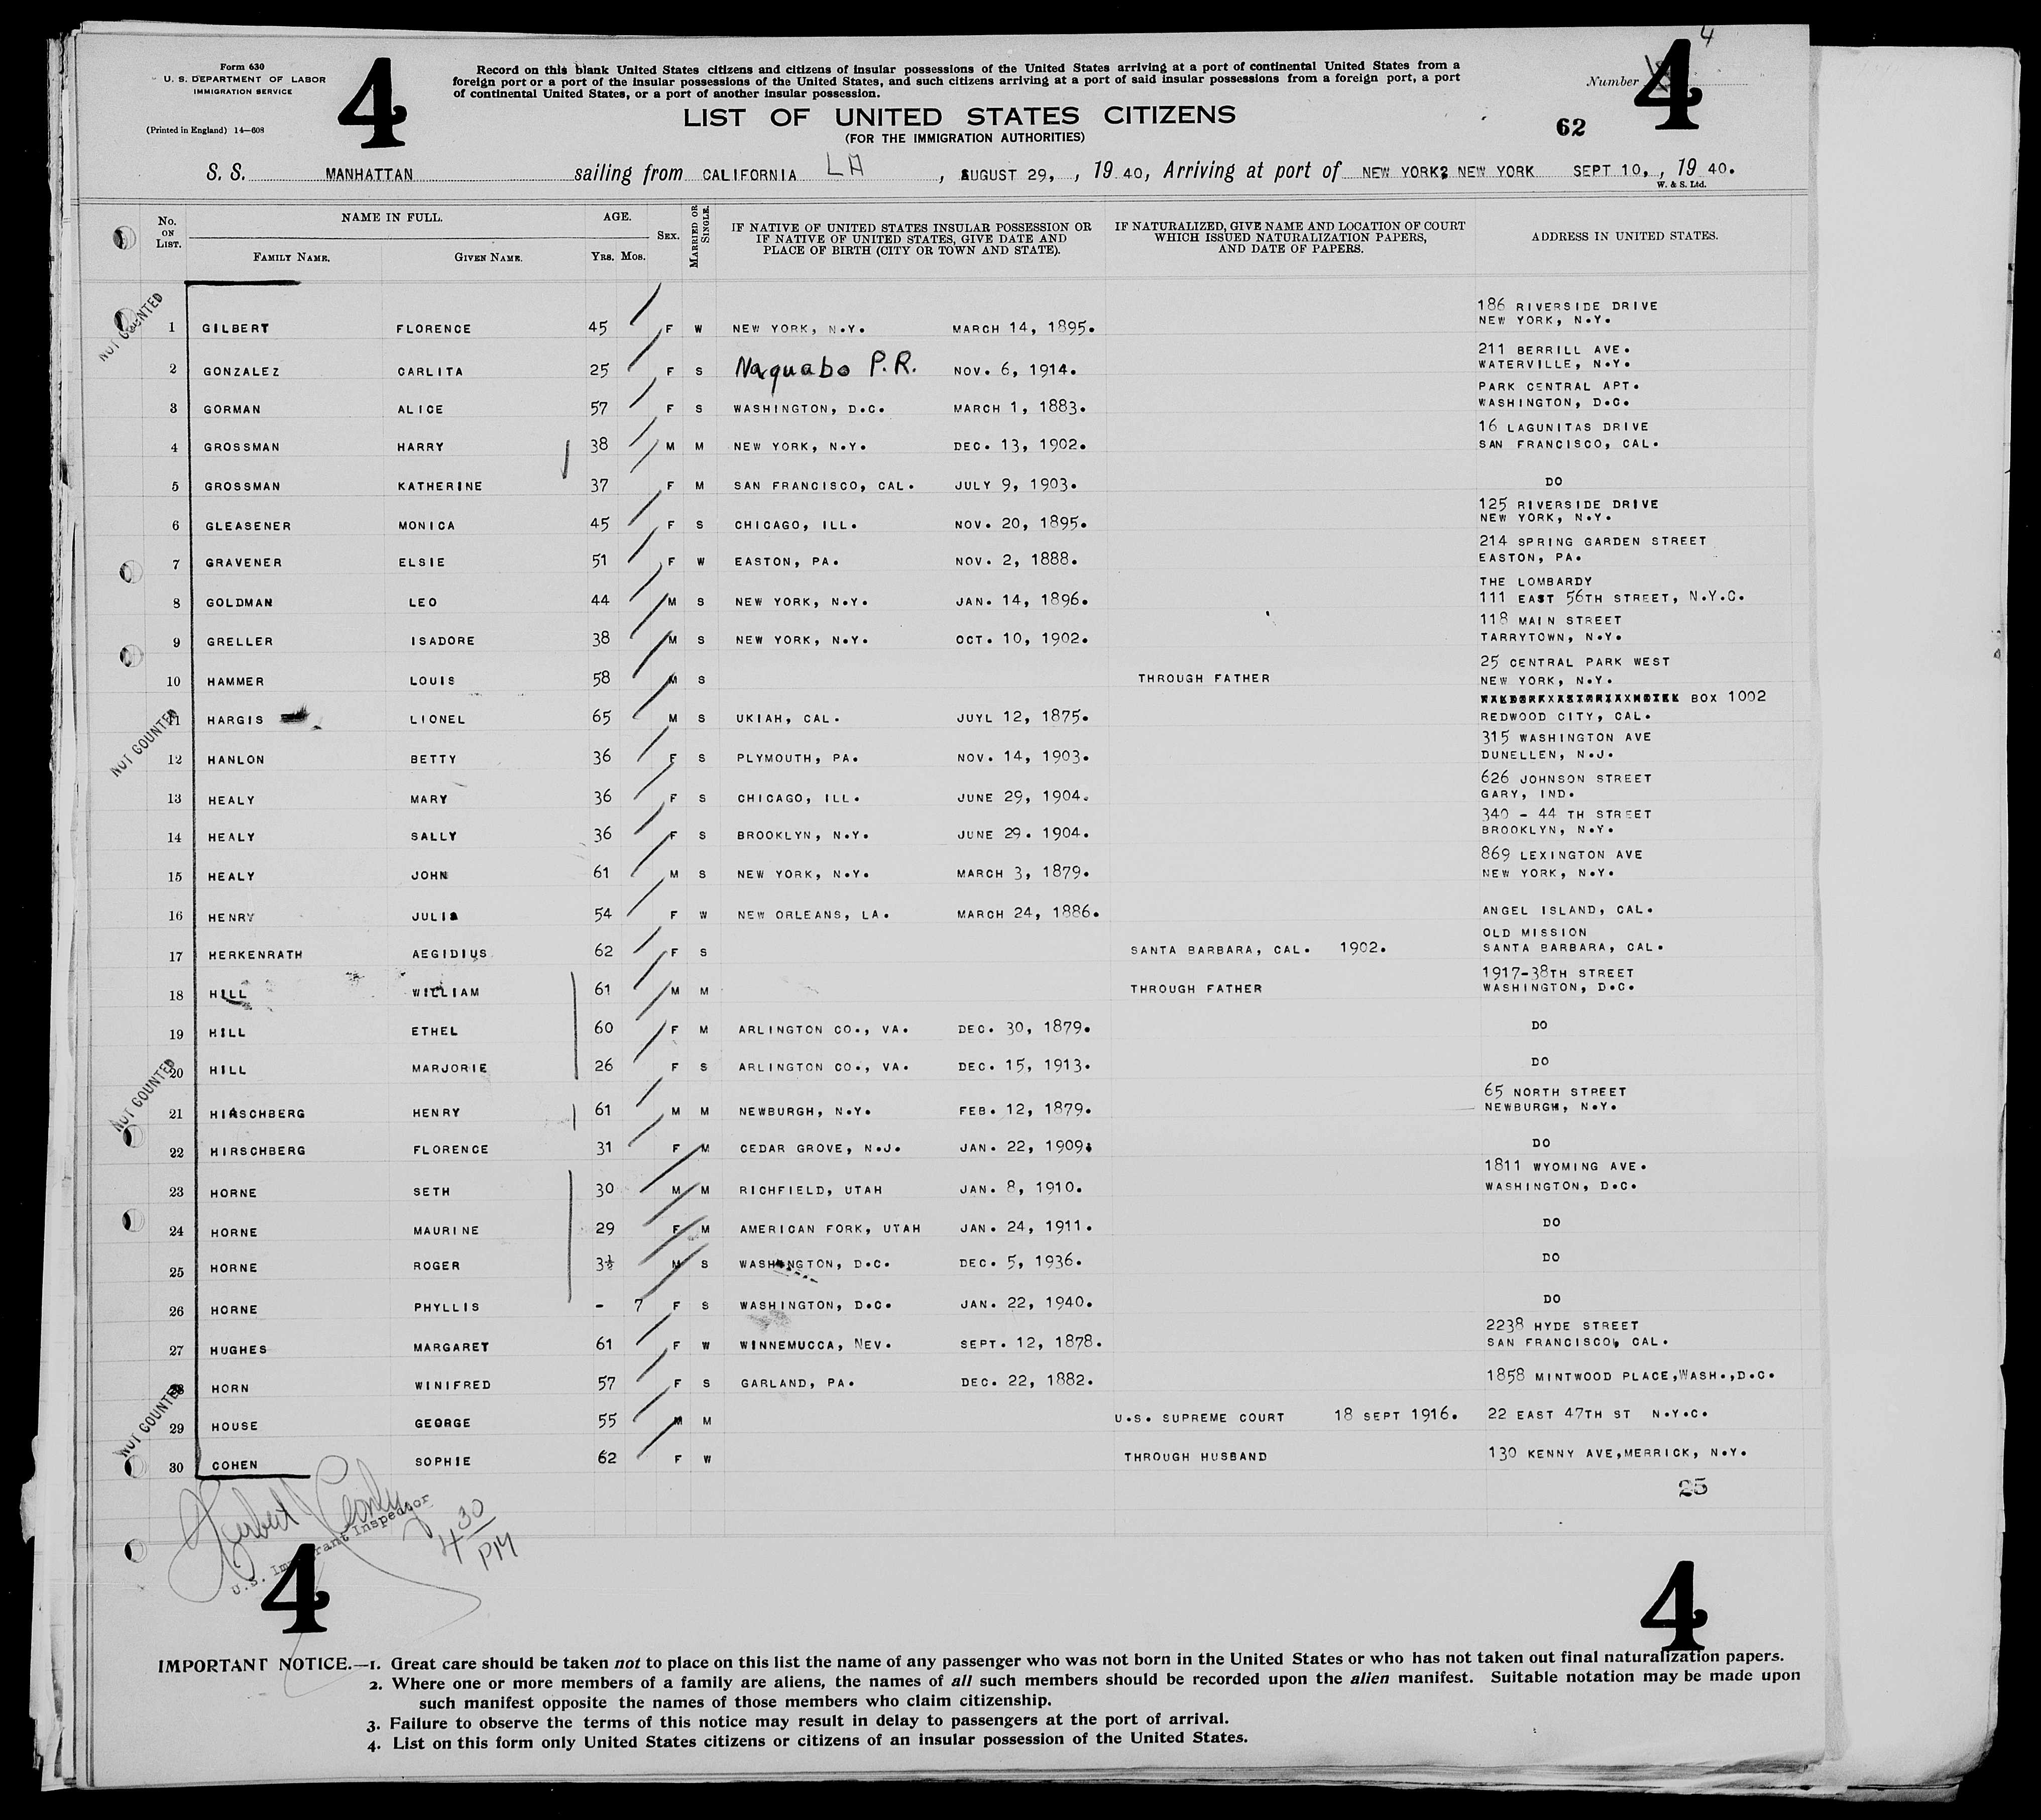 Form 630
U. S. DEPARTMENT OF LABOR
IMMIGRATION SERVICE
(Printed in England) 14—608
4
Record on this blank United States citizens and citizens of insular possessions of the United States arriving at a port of continental United States from a
foreign port or a port of the insular possessions of the United States, and such citizens arriving at a port of said insular possessions from a foreign port, a port
of continental United States, or a port of another insular possession.
LIST OF UNITED STATES CITIZENS
(FOR THE IMMIGRATION AUTHORITIES)
4
Number
4
62
S. S. MANHATTAN sailing from CALIFORNIA LA, AUGUST 29, , 19 40, Arriving at port of NEW YORK, NEW YORK SEPT 10, , 19 40.
W. & S. Ltd.
No. ON LIST.
NAME IN FULL.
FAMILY NAME. GIVEN NAME.
AGE.
YRS. MOS.
SEX.
MARRIED OR SINGLE.
IF NATIVE OF UNITED STATES INSULAR POSSESSION OR
IF NATIVE OF UNITED STATES, GIVE DATE AND
PLACE OF BIRTH (CITY OR TOWN AND STATE).
IF NATURALIZED, GIVE NAME AND LOCATION OF COURT
WHICH ISSUED NATURALIZATION PAPERS,
AND DATE OF PAPERS.
ADDRESS IN UNITED STATES.
NOT COUNTED
186 RIVERSIDE DRIVE
1 GILBERT FLORENCE 45 F W NEW YORK, N.Y. MARCH 14, 1895. NEW YORK, N.Y.
211 BERRILL AVE.
2 GONZALEZ CARLITA 25 F S Naquabo P.R. NOV. 6, 1914. WATERVILLE, N.Y.
PARK CENTRAL APT.
3 GORMAN ALICE 57 F S WASHINGTON, D.C. MARCH 1, 1883. WASHINGTON, D.C.
16 LAGUNITAS DRIVE
4 GROSSMAN HARRY 38 M M NEW YORK, N.Y. DEC. 13, 1902. SAN FRANCISCO, CAL.
5 GROSSMAN KATHERINE 37 F M SAN FRANCISCO, CAL. JULY 9, 1903. DO
125 RIVERSIDE DRIVE
6 GLEASENER MONICA 45 F S CHICAGO, ILL. NOV. 20, 1895. NEW YORK, N.Y.
214 SPRING GARDEN STREET
7 GRAVENER ELSIE 51 F W EASTON, PA. NOV. 2, 1888. EASTON, PA.
THE LOMBARDY
8 GOLDMAN LEO 44 M S NEW YORK, N.Y. JAN. 14, 1896. 111 EAST 56TH STREET, N.Y.C.
118 MAIN STREET
9 GRELLER ISADORE 38 M S NEW YORK, N.Y. OCT. 10, 1902. TARRYTOWN, N.Y.
25 CENTRAL PARK WEST
10 HAMMER LOUIS 58 M S THROUGH FATHER NEW YORK, N.Y.
BOX 1002
11 HARGIS LIONEL 65 M S UKIAH, CAL. JUYL 12, 1875. REDWOOD CITY, CAL.
NOT COUNTED
315 WASHINGTON AVE
12 HANLON BETTY 36 F S PLYMOUTH, PA. NOV. 14, 1903. DUNELLEN, N.J.
626 JOHNSON STREET
13 HEALY MARY 36 F S CHICAGO, ILL. JUNE 29, 1904. GARY, IND.
340 - 44 TH STREET
14 HEALY SALLY 36 F S BROOKLYN, N.Y. JUNE 29. 1904. BROOKLYN, N.Y.
869 LEXINGTON AVE
15 HEALY JOHN 61 M S NEW YORK, N.Y. MARCH 3, 1879. NEW YORK, N.Y.
16 HENRY JULIA 54 F W NEW ORLEANS, LA. MARCH 24, 1886. ANGEL ISLAND, CAL.
OLD MISSION
17 HERKENRATH AEGIDIUS 62 F S SANTA BARBARA, CAL. 1902. SANTA BARBARA, CAL.
1917-38TH STREET
18 HILL WILLIAM 61 M M THROUGH FATHER WASHINGTON, D.C.
19 HILL ETHEL 60 F M ARLINGTON CO., VA. DEC. 30, 1879. DO
20 HILL MARJORIE 26 F S ARLINGTON CO., VA. DEC. 15, 1913. DO
NOT COUNTED
65 NORTH STREET
21 HIRSCHBERG HENRY 61 M M NEWBURGH, N.Y. FEB. 12, 1879. NEWBURGH, N.Y.
22 HIRSCHBERG FLORENCE 31 F M CEDAR GROVE, N.J. JAN. 22, 1909. DO
1811 WYOMING AVE.
23 HORNE SETH 30 M M RICHFIELD, UTAH JAN. 8, 1910. WASHINGTON, D.C.
24 HORNE MAURINE 29 F M AMERICAN FORK, UTAH JAN. 24, 1911. DO
25 HORNE ROGER 3½ M S WASHINGTON, D.C. DEC. 5, 1936. DO
26 HORNE PHYLLIS - 7 F S WASHINGTON, D.C. JAN. 22, 1940. DO
2238 HYDE STREET
27 HUGHES MARGARET 61 F W WINNEMUCCA, NEV. SEPT. 12, 1878. SAN FRANCISCO, CAL.
28 HORN WINIFRED 57 F S GARLAND, PA. DEC. 22, 1882. 1858 MINTWOOD PLACE,WASH.,D.C.
NOT COUNTED
29 HOUSE GEORGE 55 M M U.S. SUPREME COURT 18 SEPT 1916. 22 EAST 47TH ST N.Y.C.
30 COHEN SOPHIE 62 F W THROUGH HUSBAND 130 KENNY AVE,MERRICK, N.Y.
25
Herbert
U.S. Immigrant Inspector
4 30 PM
4
4
IMPORTANT NOTICE.—1. Great care should be taken not to place on this list the name of any passenger who was not born in the United States or who has not taken out final naturalization papers.
2. Where one or more members of a family are aliens, the names of all such members should be recorded upon the alien manifest. Suitable notation may be made upon
such manifest opposite the names of those members who claim citizenship.
3. Failure to observe the terms of this notice may result in delay to passengers at the port of arrival.
4. List on this form only United States citizens or citizens of an insular possession of the United States.